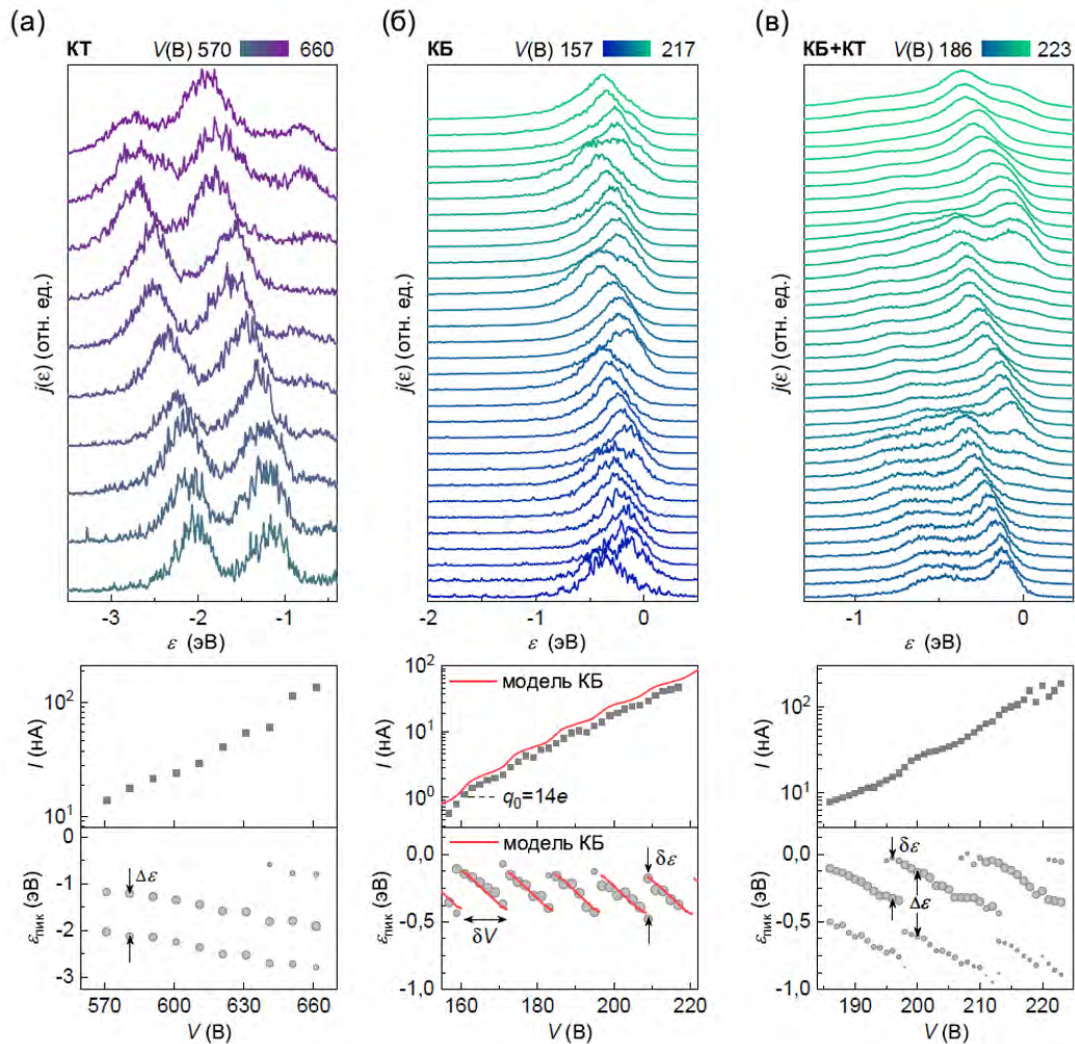 (а)
КТ V(В) 570 660
j(ε) (отн. ед.)
-3 -2 -1
ε (эВ)
I (нА)
10²
10¹
εпик (эВ)
0
-1
-2
-3
Δε
570 600 630 660
V (В)
(б)
КБ V(В) 157 217
j(ε) (отн. ед.)
-2 -1 0
ε (эВ)
I (нА)
10²
10¹
10⁰
модель КБ
q₀=14e
εпик (эВ)
0,0
-0,5
-1,0
модель КБ
δε
δV
160 180 200 220
V (В)
(в)
КБ+КТ V(В) 186 223
j(ε) (отн. ед.)
-1 0
ε (эВ)
I (нА)
10²
10¹
εпик (эВ)
0,0
-0,5
-1,0
δε
Δε
190 200 210 220
V (В)